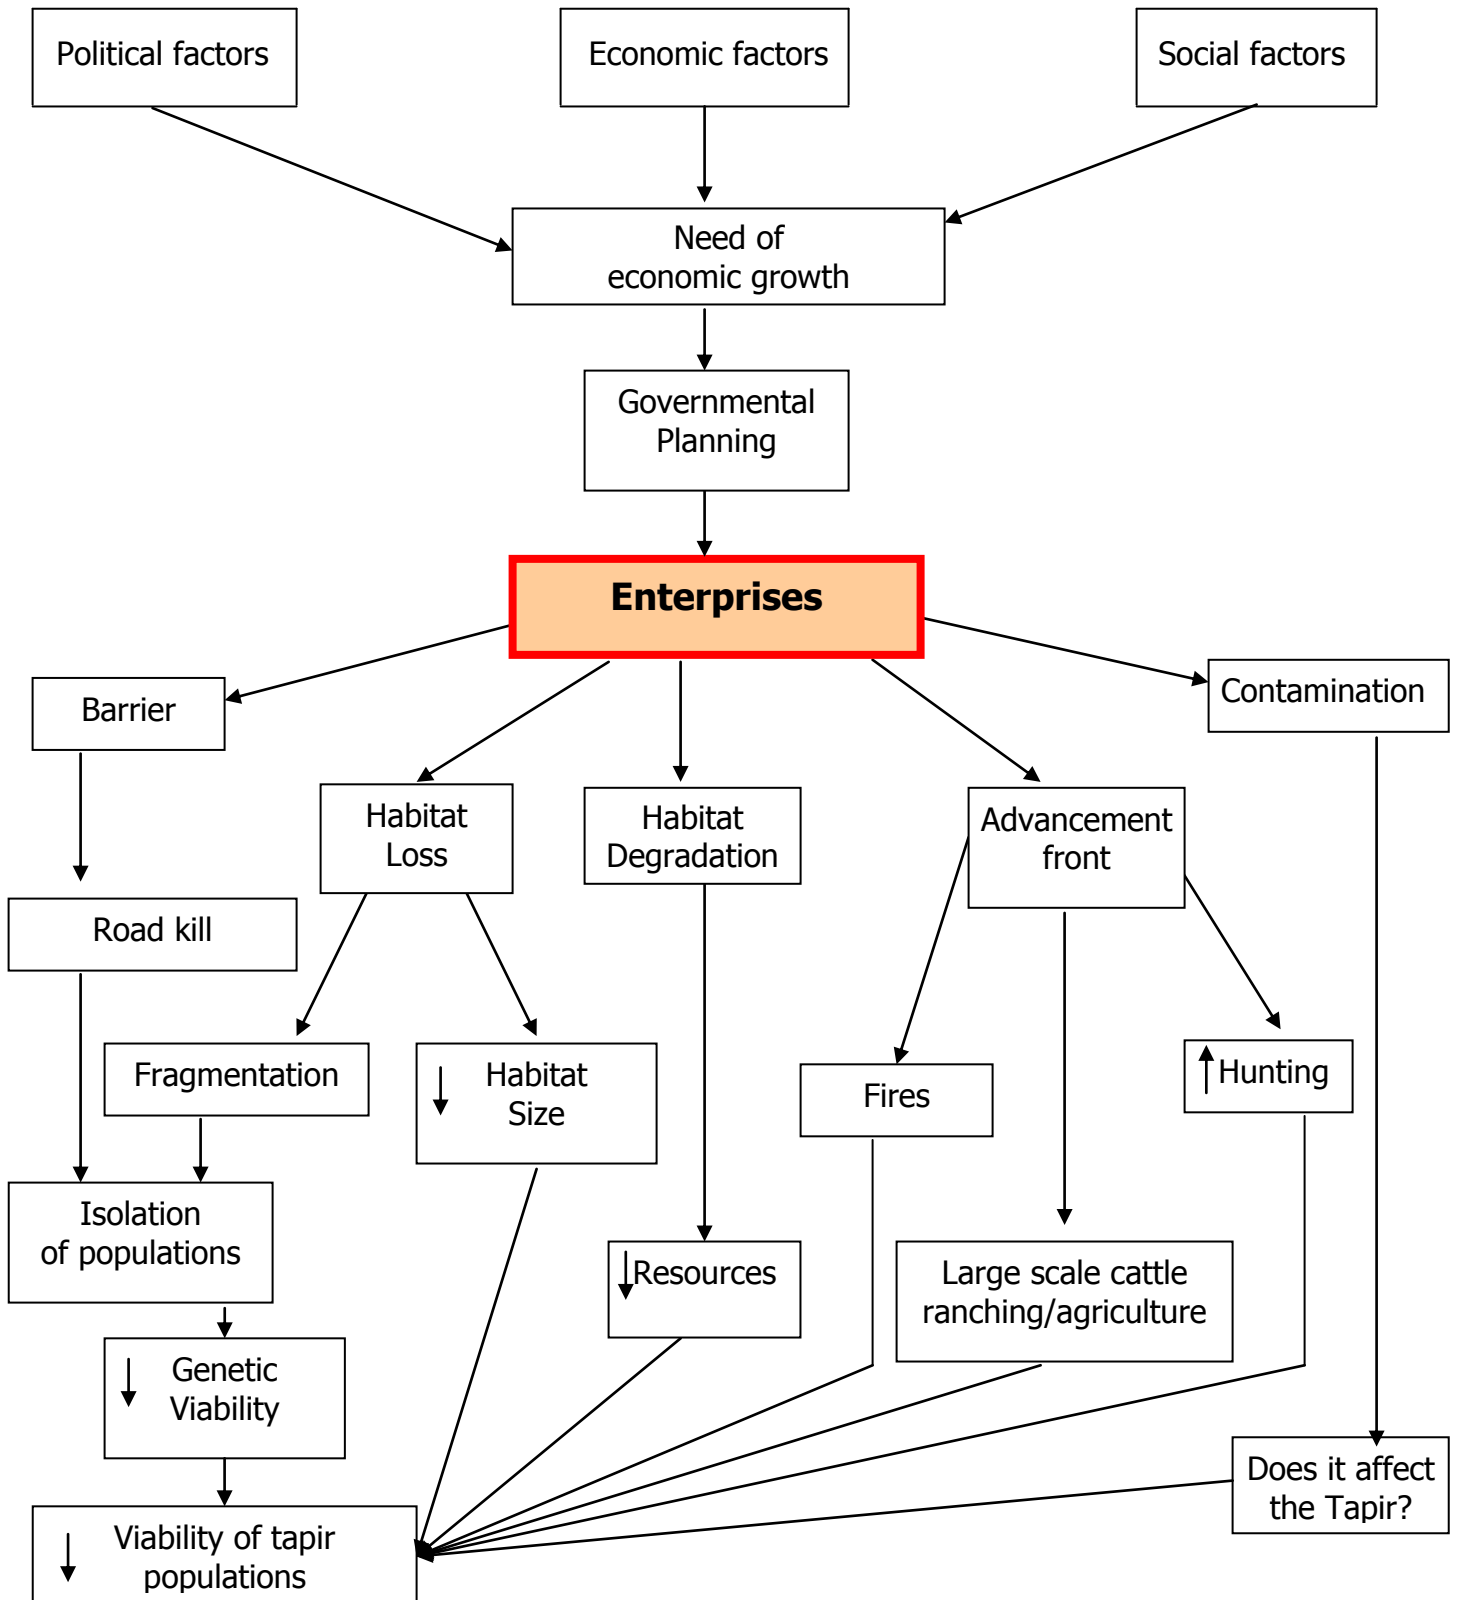 Political factors
Economic factors
Social factors
Need of
economic growth
Governmental
Planning
Enterprises
Barrier
Contamination
Habitat
Loss
Habitat
Degradation
Advancement
front
Road kill
Fragmentation
Habitat
Size
Fires
Hunting
Isolation
of populations
Resources
Large scale cattle
ranching/agriculture
Genetic
Viability
Does it affect
the Tapir?
Viability of tapir
populations